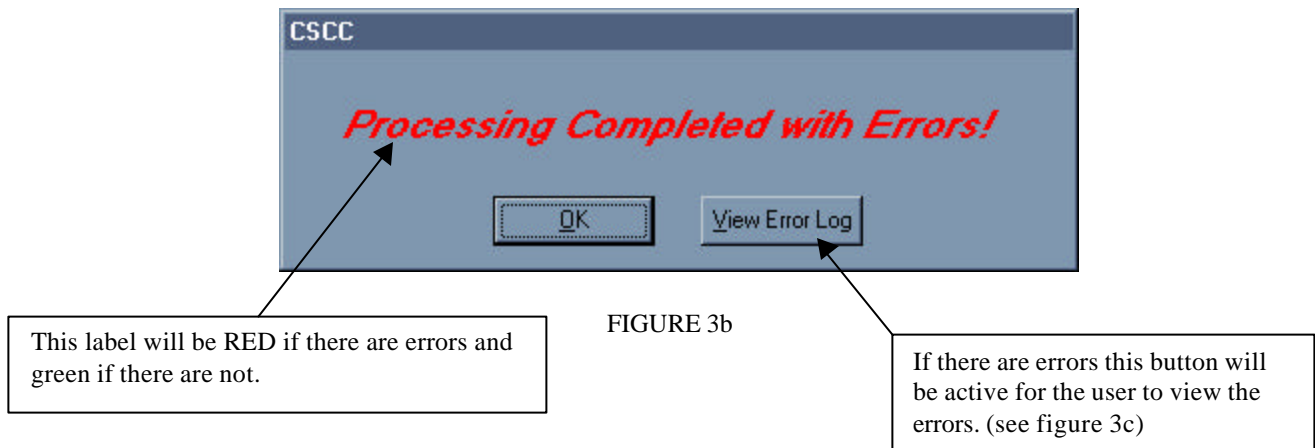 CSCC
Processing Completed with Errors!
OK
View Error Log
FIGURE 3b
This label will be RED if there are errors and
green if there are not.
If there are errors this button will
be active for the user to view the
errors. (see figure 3c)